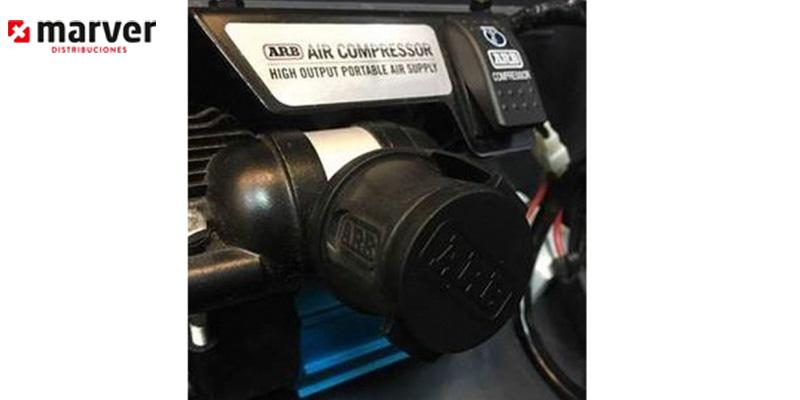 marver
DISTRIBUCIONES
ARB AIR COMPRESSOR
HIGH OUTPUT PORTABLE AIR SUPPLY
ARB
COMPRESSOR
ARB
ARB